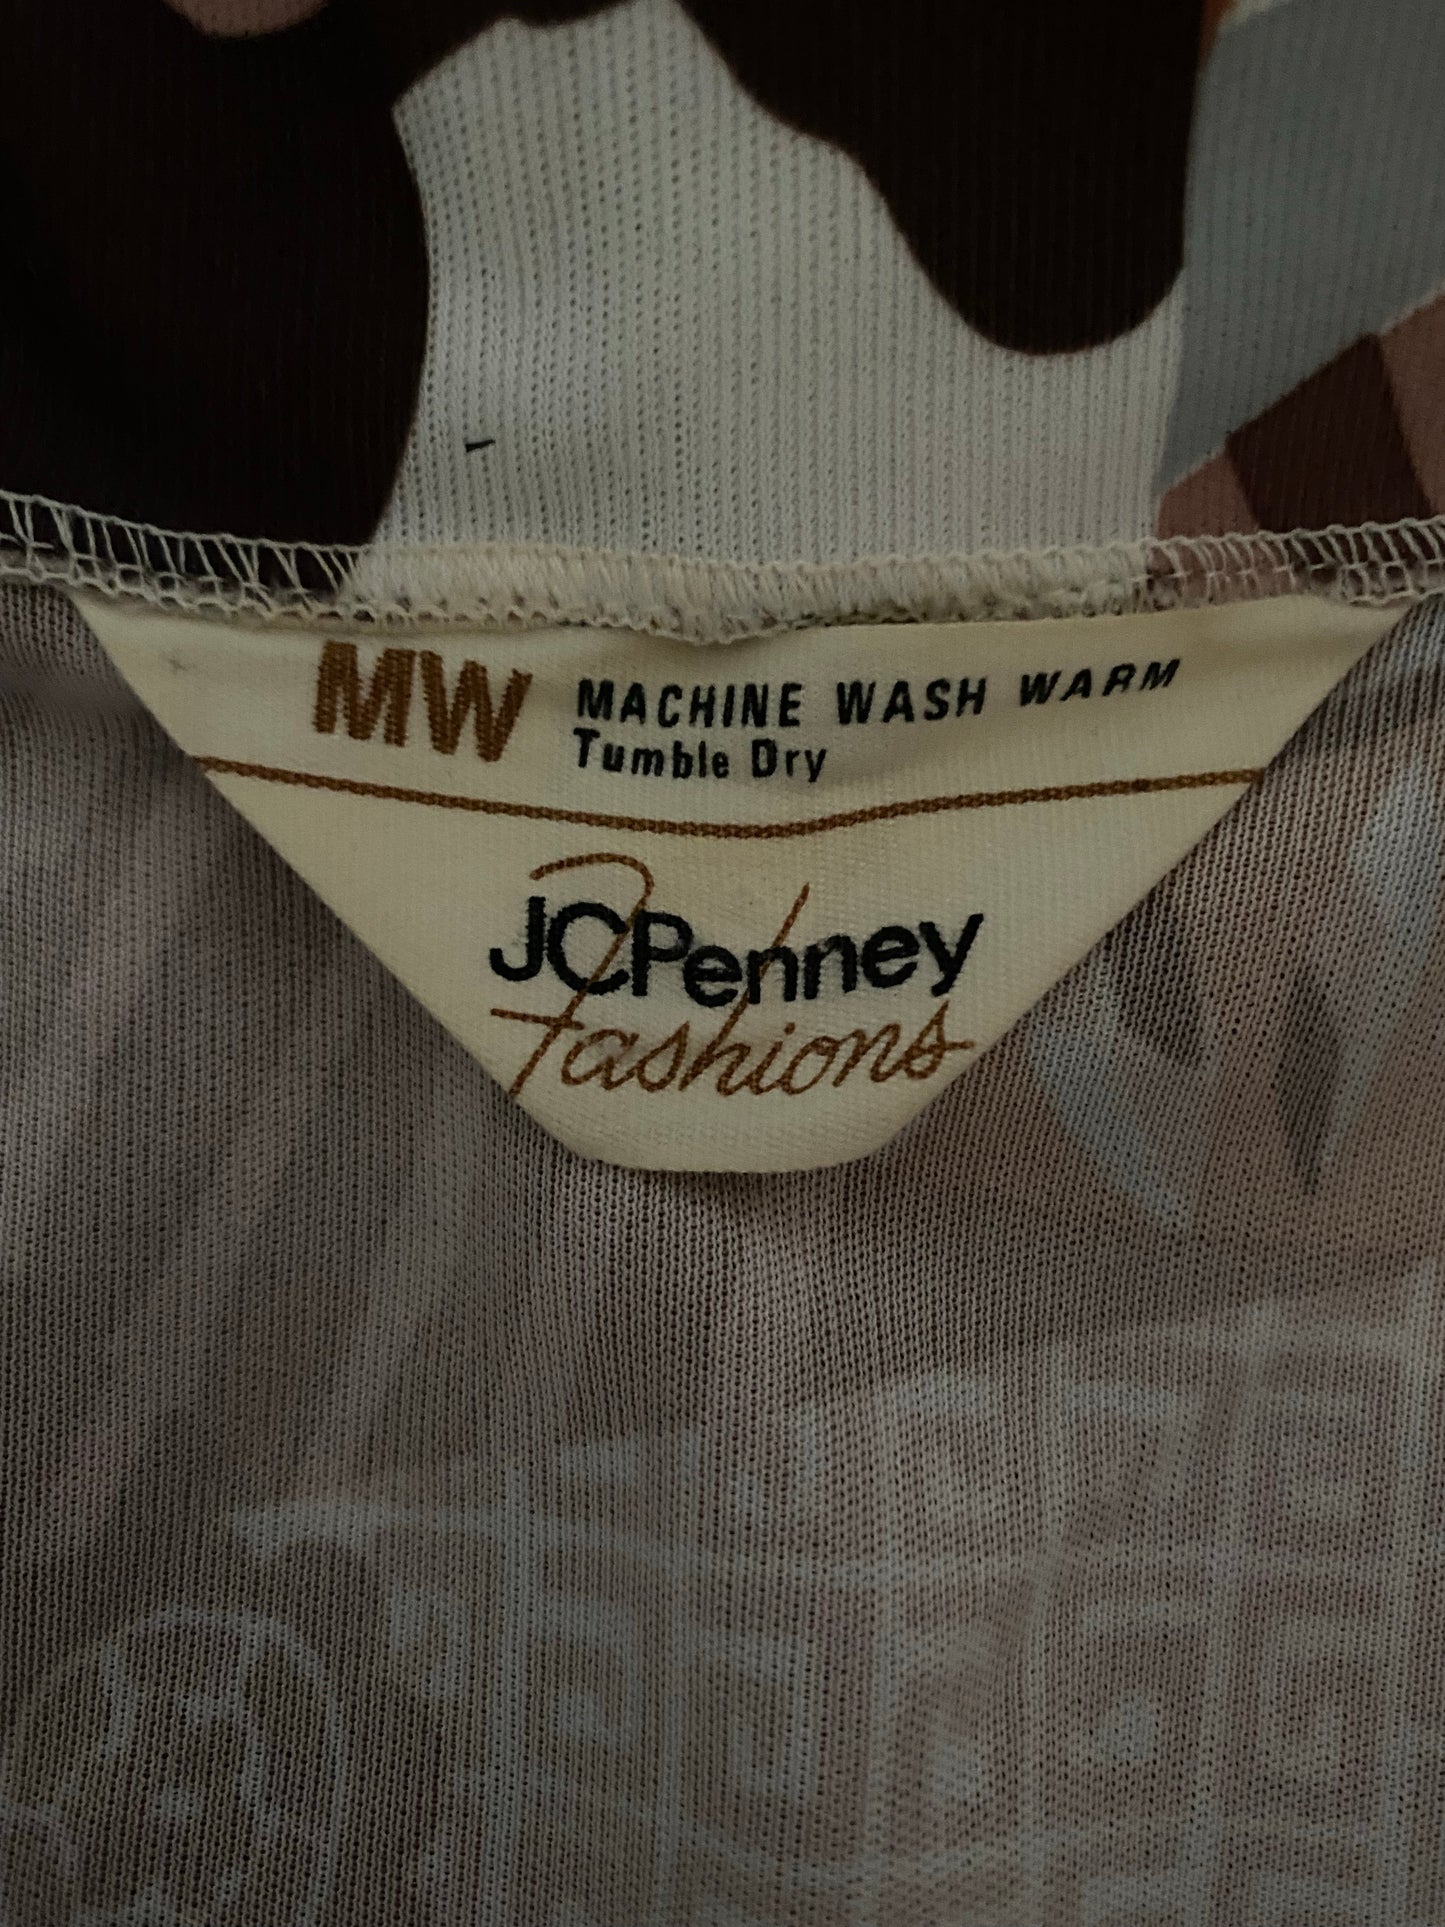 MW MACHINE WASH WARM
Tumble Dry
JCPenney
Fashions